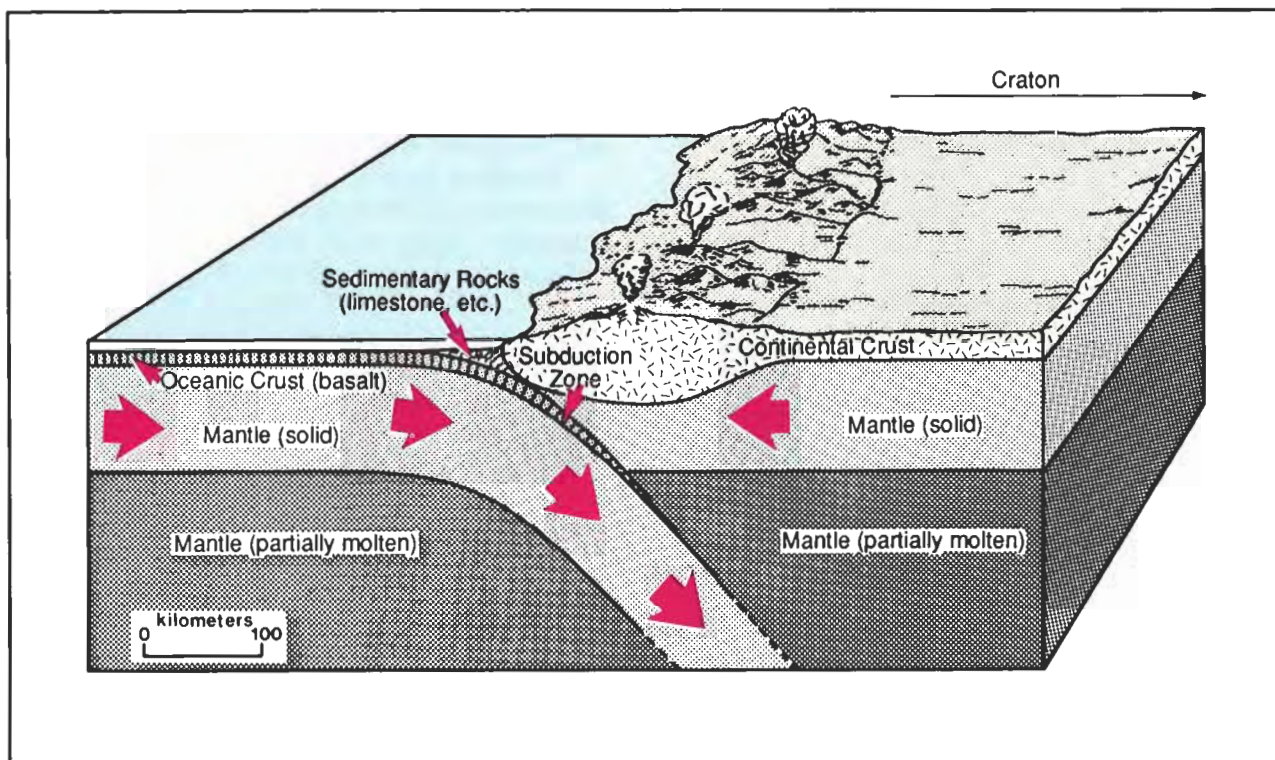 Craton
Sedimentary Rocks
(limestone, etc.)
Subduction
Zone
Continental Crust
Oceanic Crust (basalt)
Mantle (solid)
Mantle (solid)
Mantle (partially molten)
Mantle (partially molten)
kilometers
0 100